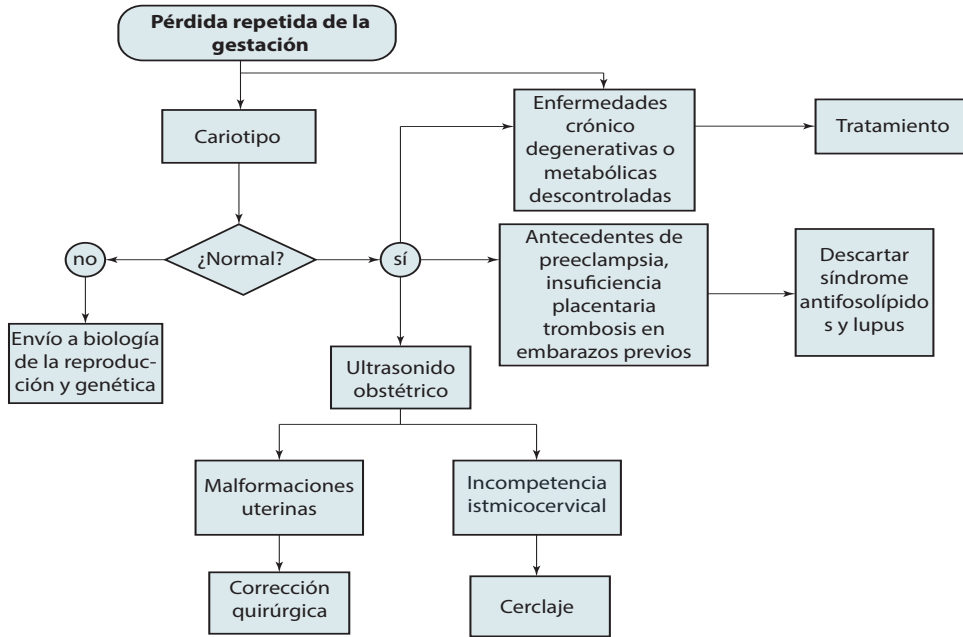 Pérdida repetida de la
gestación
Cariotipo
Enfermedades
crónico
degenerativas o
metabólicas
descontroladas
Tratamiento
¿Normal?
no
sí
Antecedentes de
preeclampsia,
insuficiencia
placentaria
trombosis en
embarazos previos
Descartar
síndrome
antifosolípido
s y lupus
Envío a biología
de la reproduc-
ción y genética
Ultrasonido
obstétrico
Malformaciones
uterinas
Incompetencia
istmicocervical
Corrección
quirúrgica
Cerclaje